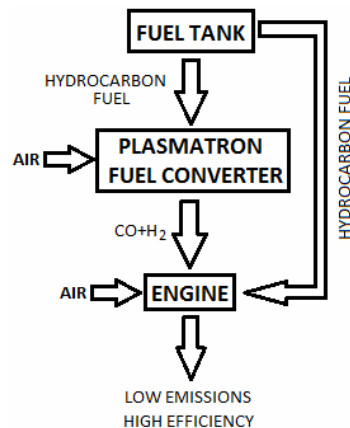 FUEL TANK
HYDROCARBON
FUEL
HYDROCARBON FUEL
AIR
PLASMATRON
FUEL CONVERTER
CO+H₂
AIR
ENGINE
LOW EMISSIONS
HIGH EFFICIENCY